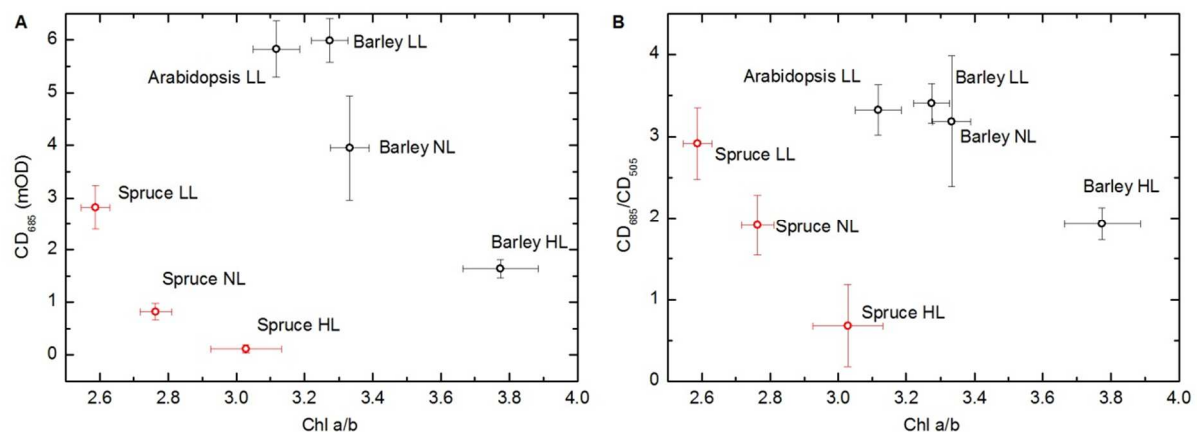 A
CD685 (mOD)
6
5
4
3
2
1
0
Arabidopsis LL
Barley LL
Barley NL
Spruce LL
Barley HL
Spruce NL
Spruce HL
2.6 2.8 3.0 3.2 3.4 3.6 3.8 4.0
Chl a/b
B
CD685/CD505
4
3
2
1
0
Arabidopsis LL
Barley LL
Barley NL
Spruce LL
Barley HL
Spruce NL
Spruce HL
2.6 2.8 3.0 3.2 3.4 3.6 3.8 4.0
Chl a/b